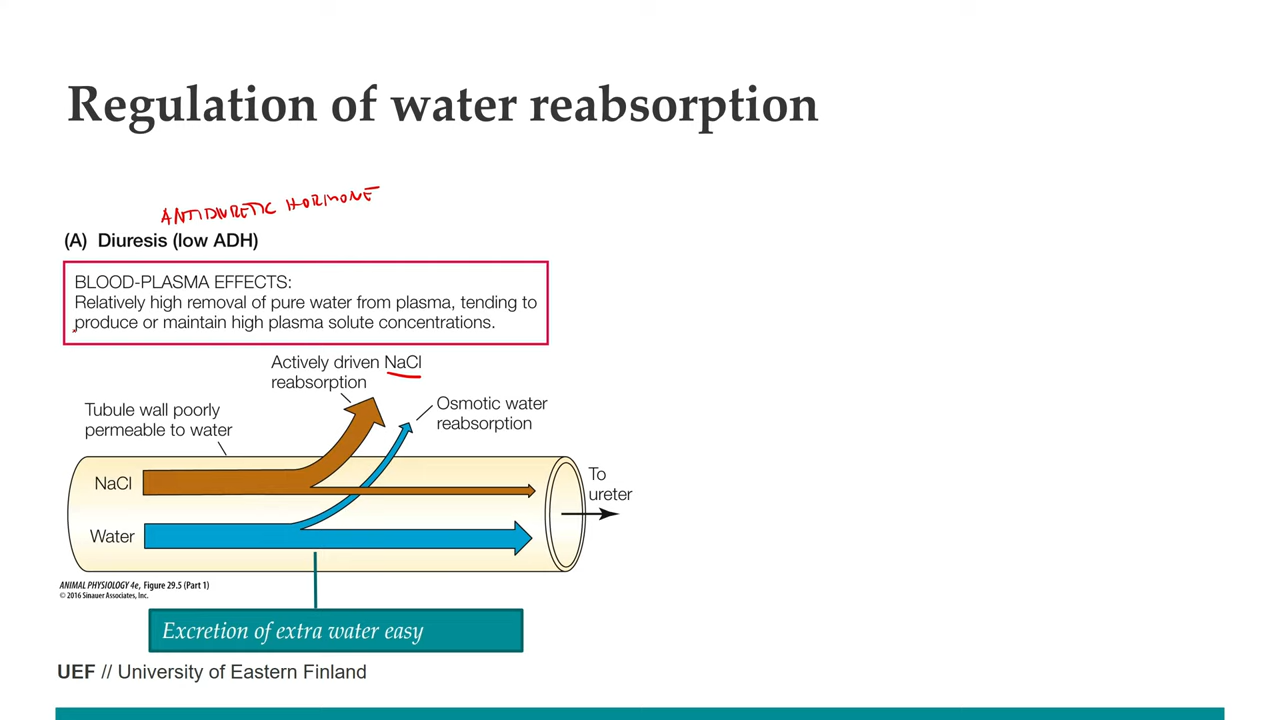 Regulation of water reabsorption
ANTIDIURETIC HORMONE
(A) Diuresis (low ADH)
BLOOD-PLASMA EFFECTS:
Relatively high removal of pure water from plasma, tending to
produce or maintain high plasma solute concentrations.
Actively driven NaCl
reabsorption
Tubule wall poorly
permeable to water
Osmotic water
reabsorption
NaCl
Water
To
ureter
ANIMAL PHYSIOLOGY 4e, Figure 29.5 (Part 1)
© 2016 Sinauer Associates, Inc.
Excretion of extra water easy
UEF // University of Eastern Finland